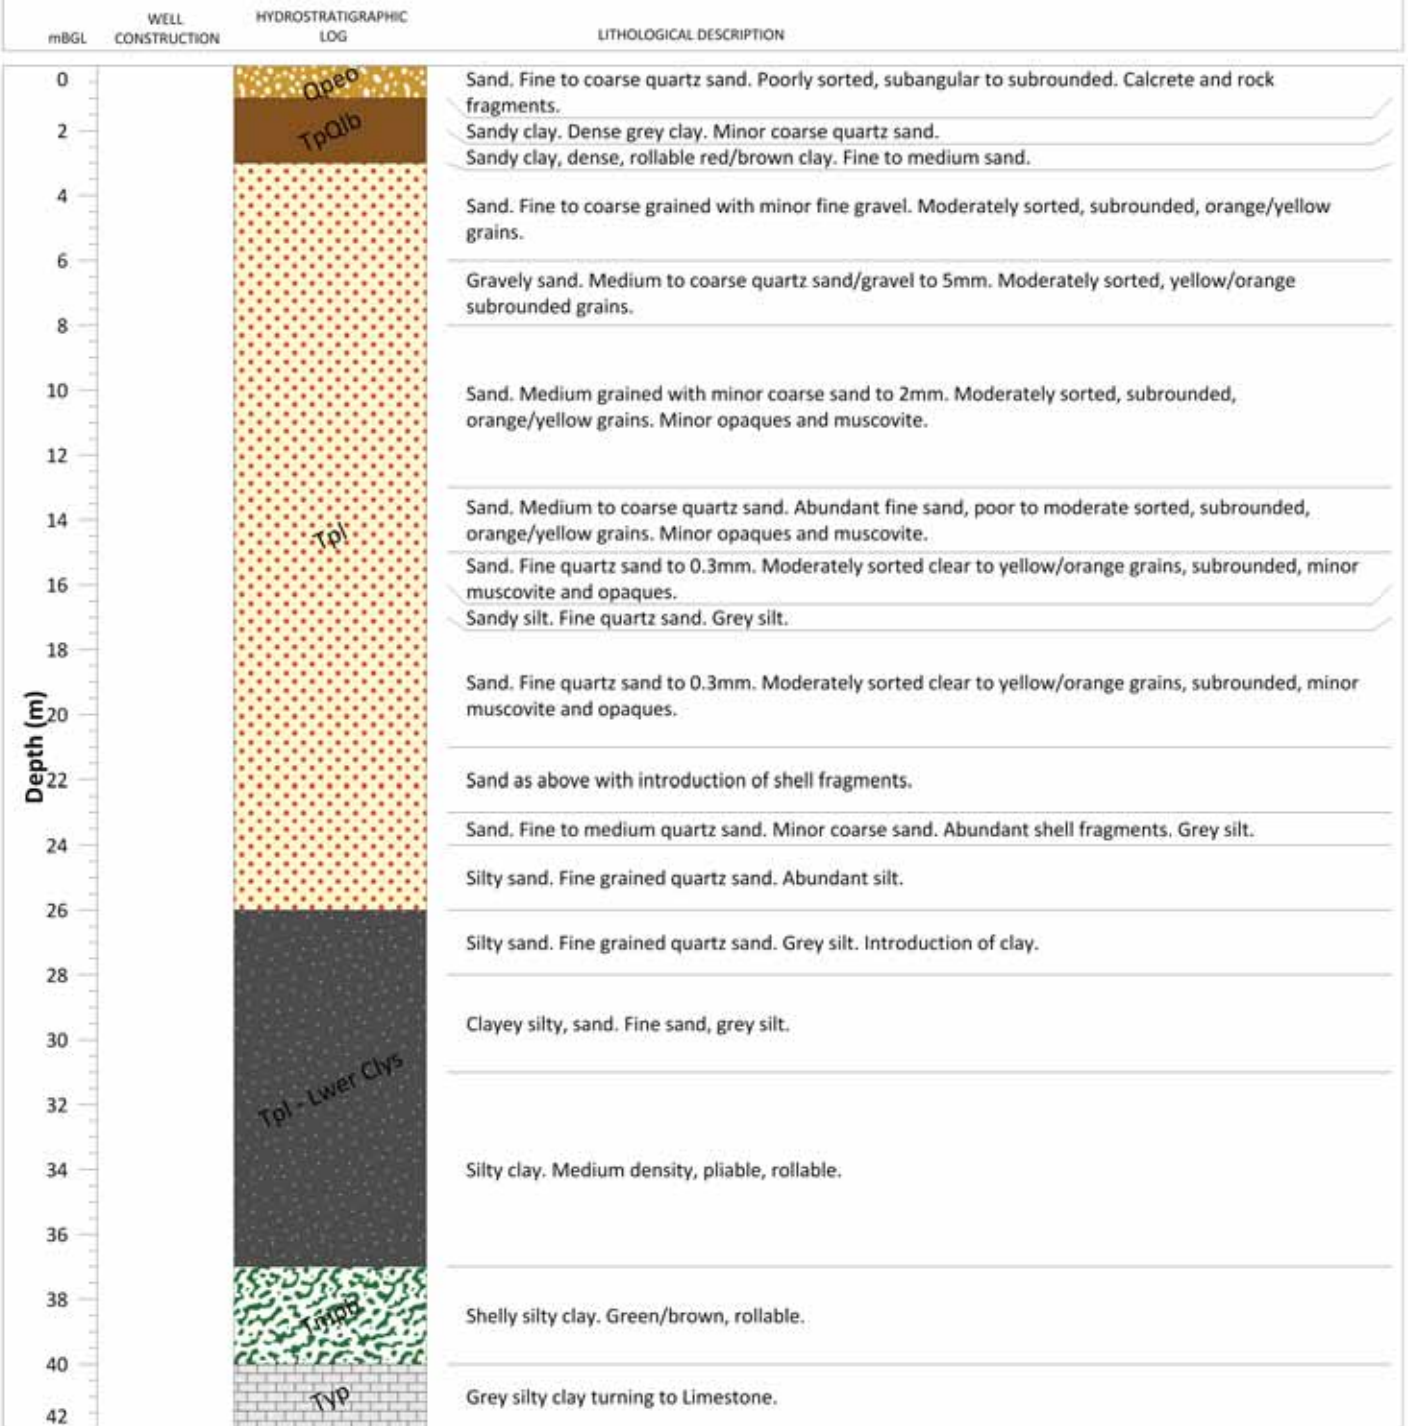 mBGL
WELL
CONSTRUCTION
HYDROSTRATIGRAPHIC
LOG
LITHOLOGICAL DESCRIPTION
Depth (m)
0
2
4
6
8
10
12
14
16
18
20
22
24
26
28
30
32
34
36
38
40
42
Qpeo
TpQlb
Tpl
Tpl - Lwer Clys
Tmpb
Typ
Sand. Fine to coarse quartz sand. Poorly sorted, subangular to subrounded. Calcrete and rock
fragments.
Sandy clay. Dense grey clay. Minor coarse quartz sand.
Sandy clay, dense, rollable red/brown clay. Fine to medium sand.
Sand. Fine to coarse grained with minor fine gravel. Moderately sorted, subrounded, orange/yellow
grains.
Gravely sand. Medium to coarse quartz sand/gravel to 5mm. Moderately sorted, yellow/orange
subrounded grains.
Sand. Medium grained with minor coarse sand to 2mm. Moderately sorted, subrounded,
orange/yellow grains. Minor opaques and muscovite.
Sand. Medium to coarse quartz sand. Abundant fine sand, poor to moderate sorted, subrounded,
orange/yellow grains. Minor opaques and muscovite.
Sand. Fine quartz sand to 0.3mm. Moderately sorted clear to yellow/orange grains, subrounded, minor
muscovite and opaques.
Sandy silt. Fine quartz sand. Grey silt.
Sand. Fine quartz sand to 0.3mm. Moderately sorted clear to yellow/orange grains, subrounded, minor
muscovite and opaques.
Sand as above with introduction of shell fragments.
Sand. Fine to medium quartz sand. Minor coarse sand. Abundant shell fragments. Grey silt.
Silty sand. Fine grained quartz sand. Abundant silt.
Silty sand. Fine grained quartz sand. Grey silt. Introduction of clay.
Clayey silty, sand. Fine sand, grey silt.
Silty clay. Medium density, pliable, rollable.
Shelly silty clay. Green/brown, rollable.
Grey silty clay turning to Limestone.